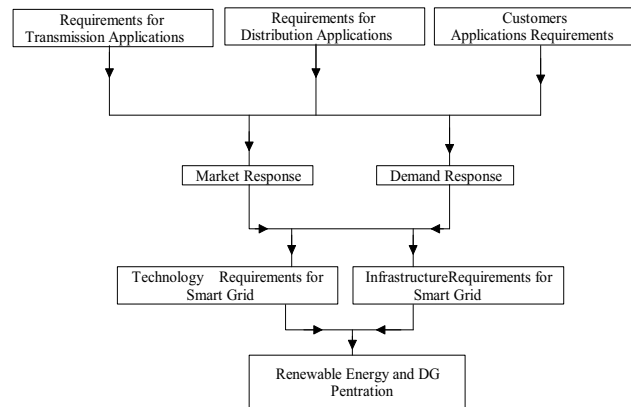 Requirements for
Transmission Applications
Requirements for
Distribution Applications
Customers
Applications Requirements
Market Response
Demand Response
Technology Requirements for
Smart Grid
InfrastructureRequirements for
Smart Grid
Renewable Energy and DG
Pentration